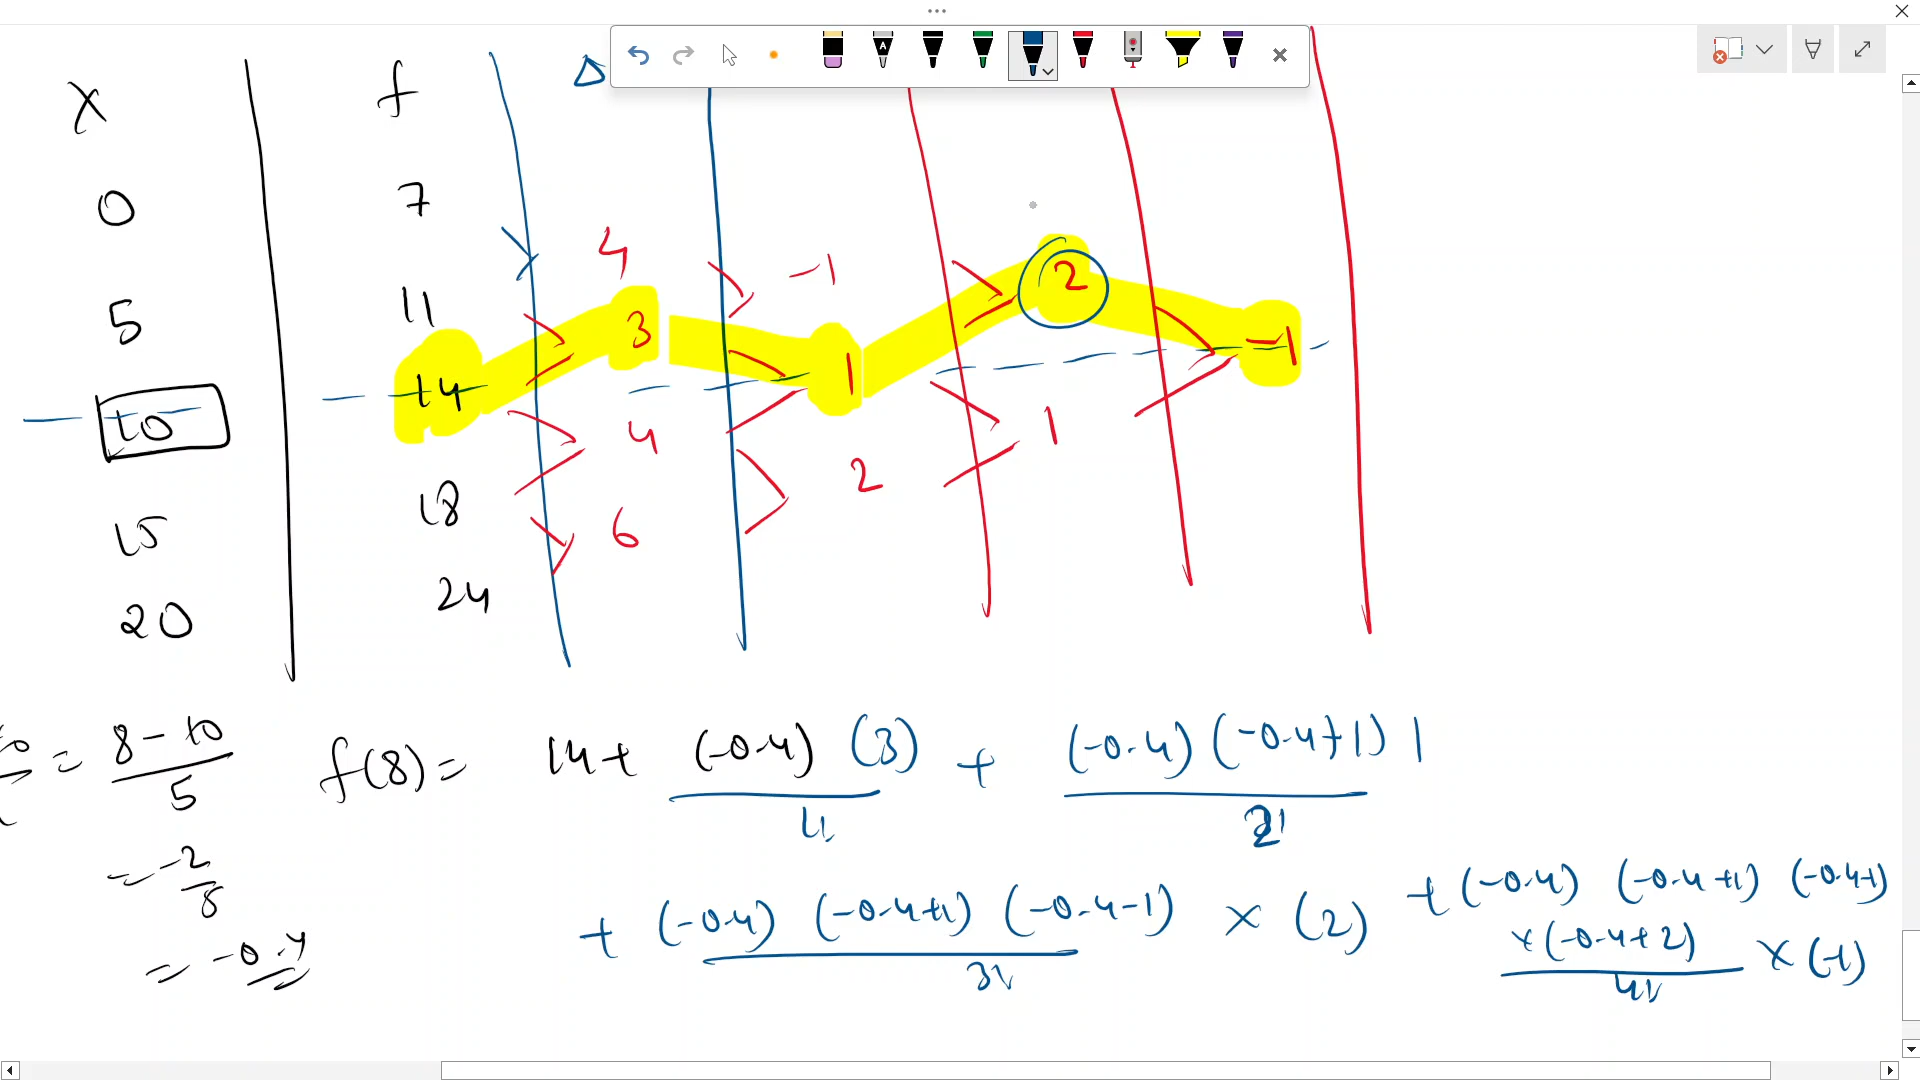 x f Δ
0 7
4
5 11 -1
3 2
10 14 1 -1
4 1
15 18 2
6
20 24
= 8 - 10 / 5 f(8) = 14 + (-0.4) (3) / 1! + (-0.4) (-0.4+1) 1 / 2!
= -2/5
+ (-0.4) (-0.4+1) (-0.4-1) / 3! × (2) + (-0.4) (-0.4+1) (-0.4-1) × (-0.4+2) / 4! × (-1)
= -0.4